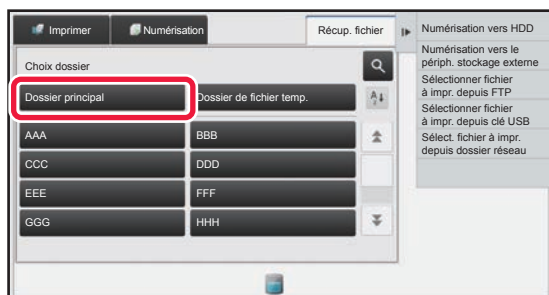 Imprimer
Numérisation
Récup. fichier
Choix dossier
Dossier principal
Dossier de fichier temp.
AAA
BBB
CCC
DDD
EEE
FFF
GGG
HHH
Numérisation vers HDD
Numérisation vers le
périph. stockage externe
Sélectionner fichier
à impr. depuis FTP
Sélectionner fichier
à impr. depuis clé USB
Sélect. fichier à impr.
depuis dossier réseau